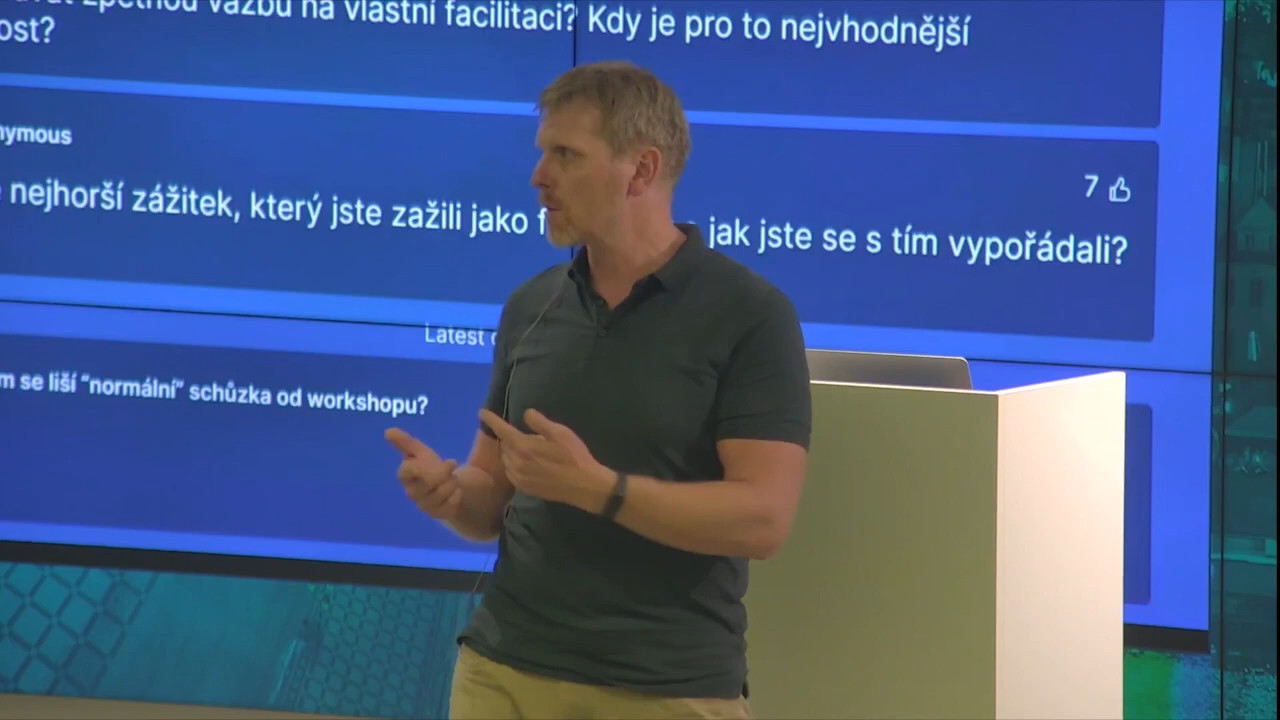 zpětnou vazbu na vlastní facilitaci? Kdy je pro to nejvhodnější
ost?
nymous
7
nejhorší zážitek, který jste zažili jako f jak jste se s tím vypořádali?
Latest
m se liší "normální" schůzka od workshopu?